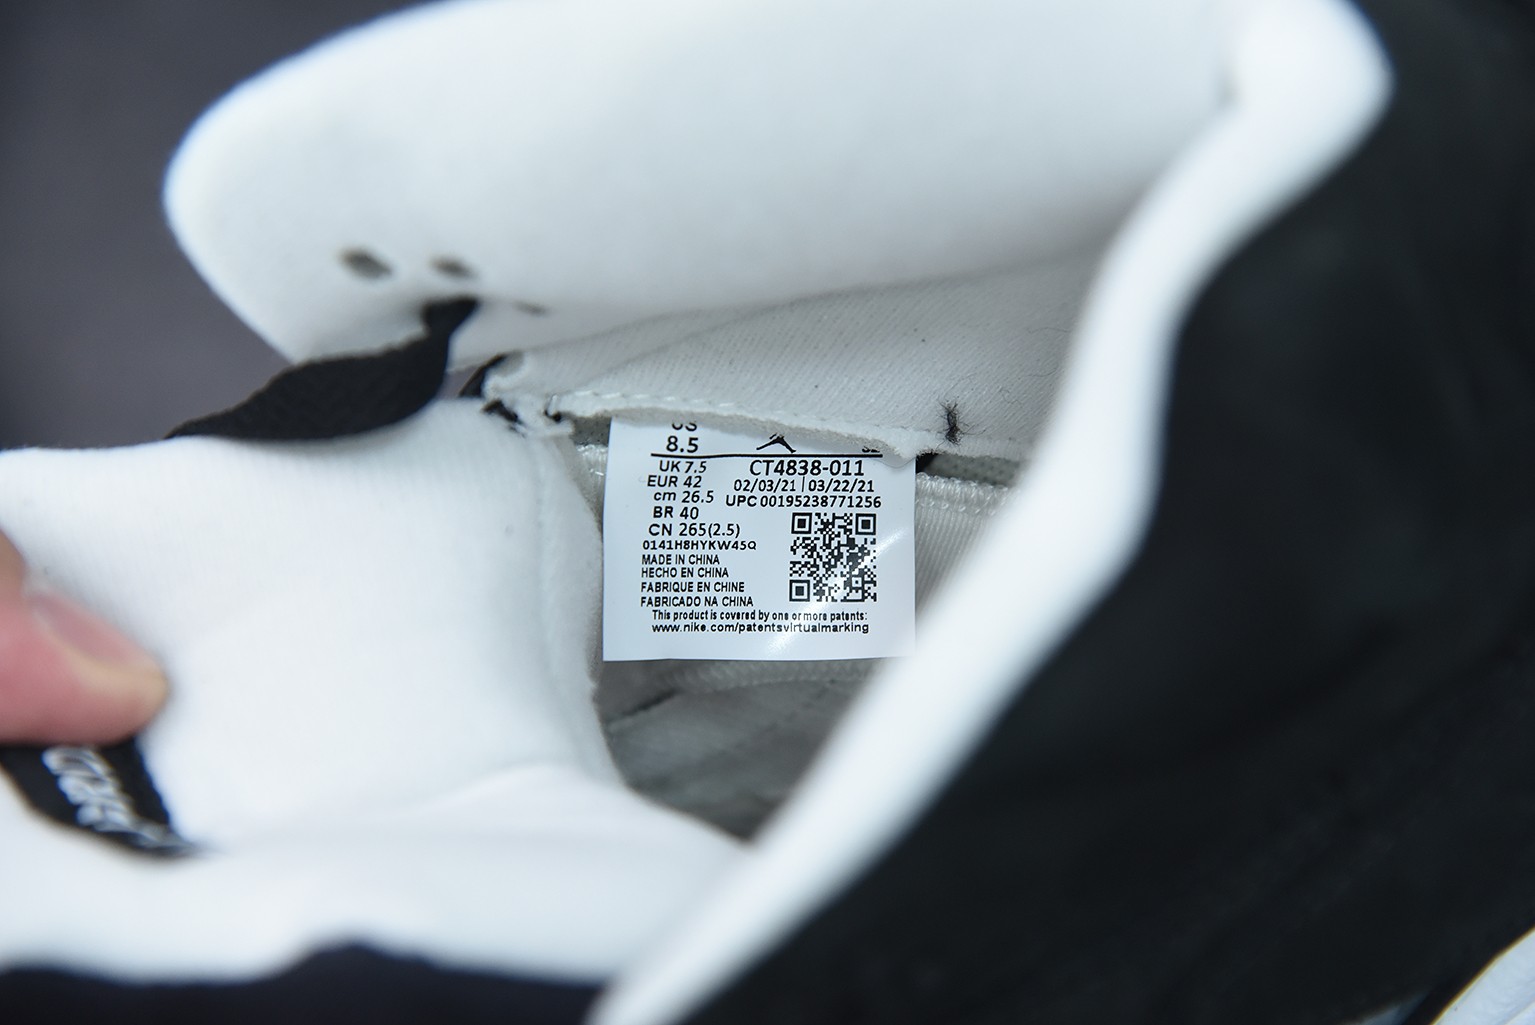 US
8.5
UK 7.5
EUR 42
cm 26.5
BR 40
CN 265(2.5)
CT4838-011
02/03/21 | 03/22/21
UPC 00195238771256
0141H8HYKW45Q
MADE IN CHINA
HECHO EN CHINA
FABRIQUE EN CHINE
FABRICADO NA CHINA
This product is covered by one or more patents:
www.nike.com/patentsvirtualmarking